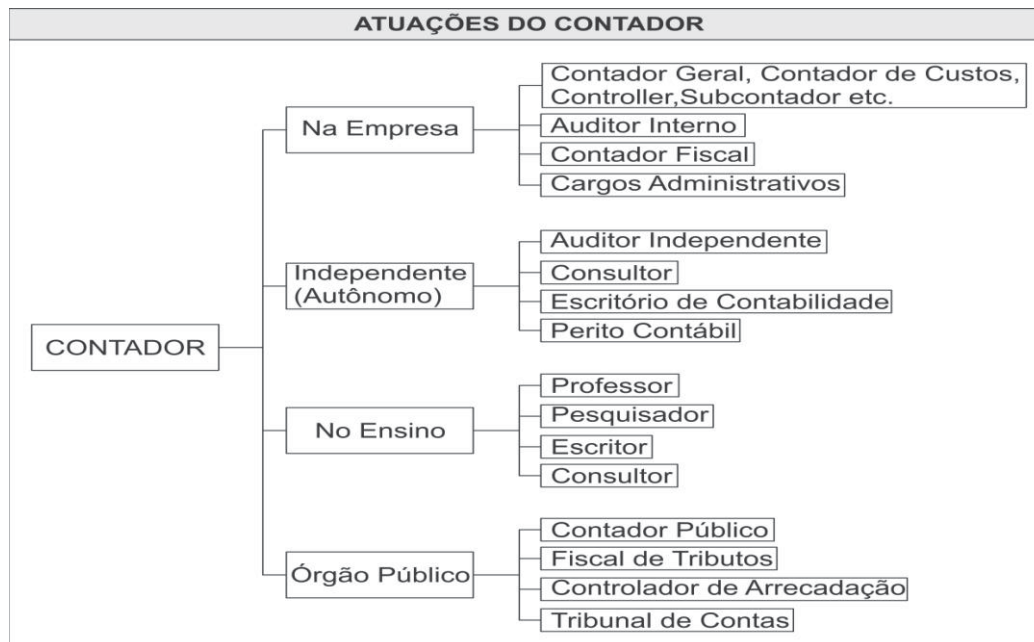 ATUAÇÕES DO CONTADOR
CONTADOR
Na Empresa
Contador Geral, Contador de Custos,
Controller,Subcontador etc.
Auditor Interno
Contador Fiscal
Cargos Administrativos
Independente
(Autônomo)
Auditor Independente
Consultor
Escritório de Contabilidade
Perito Contábil
No Ensino
Professor
Pesquisador
Escritor
Consultor
Órgão Público
Contador Público
Fiscal de Tributos
Controlador de Arrecadação
Tribunal de Contas